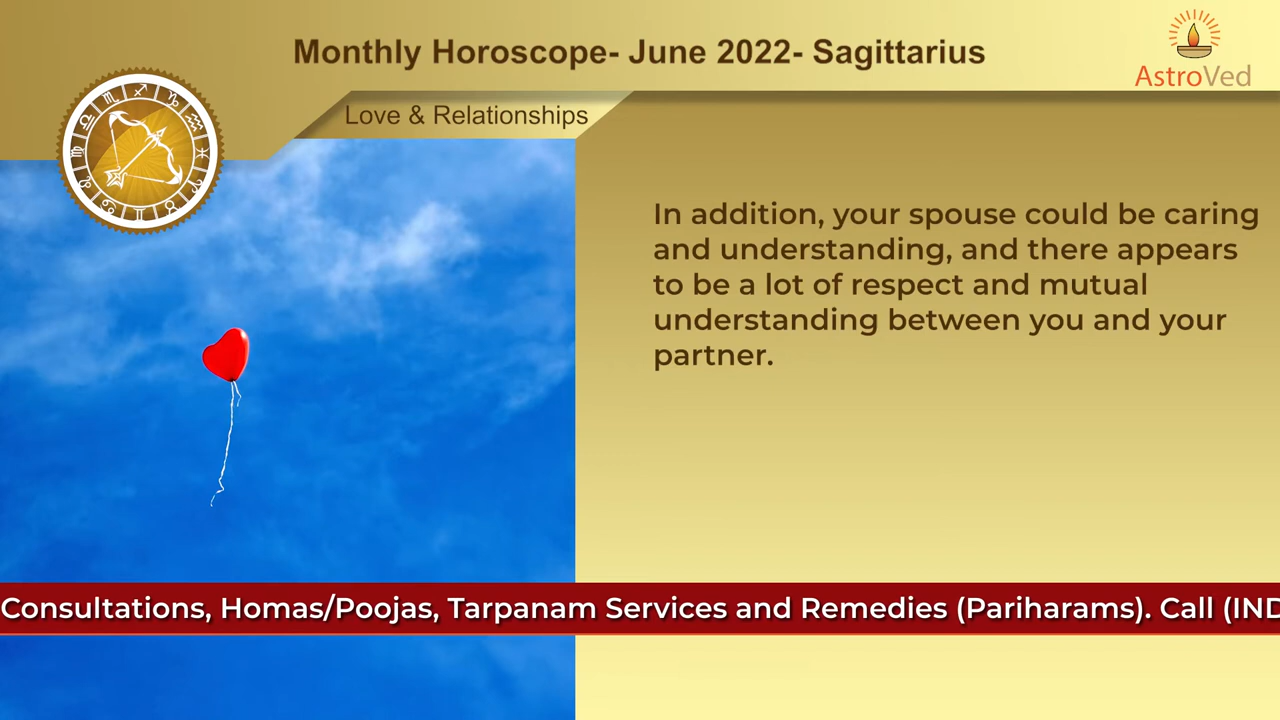 Monthly Horoscope- June 2022- Sagittarius
AstroVed
Love & Relationships
In addition, your spouse could be caring
and understanding, and there appears
to be a lot of respect and mutual
understanding between you and your
partner.
Consultations, Homas/Poojas, Tarpanam Services and Remedies (Pariharams). Call (IND